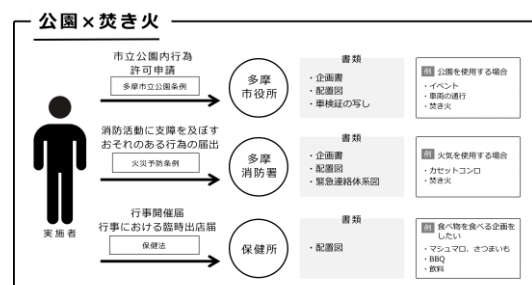 公園×焚き火
市立公園内行為
許可申請
多摩市立公園条例
多摩
市役所
書類
・企画書
・配置図
・車検証の写し
例 公園を使用する場合
・イベント
・車両の通行
・焚き火
消防活動に支障を及ぼす
おそれのある行為の届出
火災予防条例
多摩
消防署
書類
・企画書
・配置図
・緊急連絡体系図
例 火気を使用する場合
・カセットコンロ
・焚き火
実施者
行事開催届
行事における臨時出店届
保健法
保健所
書類
・配置図
例 食べ物を食べる企画を
したい
・マシュマロ、さつまいも
・BBQ
・飲料